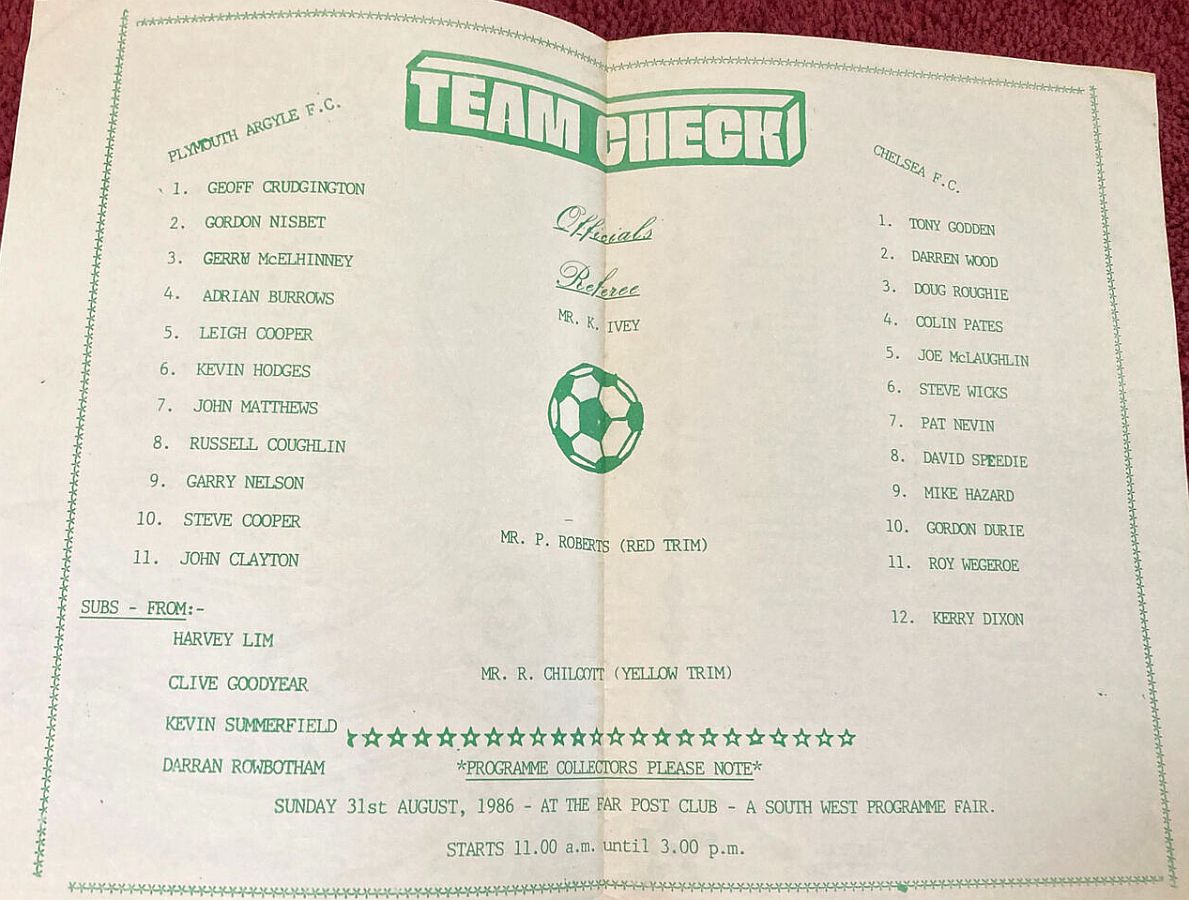 TEAM CHECK
PLYMOUTH ARGYLE F.C.
1. GEOFF CRUDGINGTON
2. GORDON NISBET
3. GERRY McELHINNEY
4. ADRIAN BURROWS
5. LEIGH COOPER
6. KEVIN HODGES
7. JOHN MATTHEWS
8. RUSSELL COUGHLIN
9. GARRY NELSON
10. STEVE COOPER
11. JOHN CLAYTON
SUBS - FROM:-
HARVEY LIM
CLIVE GOODYEAR
KEVIN SUMMERFIELD
DARRAN ROWBOTHAM
Officials
Referee
MR. K. IVEY
MR. P. ROBERTS (RED TRIM)
MR. R. CHILCOTT (YELLOW TRIM)
CHELSEA F.C.
1. TONY GODDEN
2. DARREN WOOD
3. DOUG ROUGHIE
4. COLIN PATES
5. JOE McLAUGHLIN
6. STEVE WICKS
7. PAT NEVIN
8. DAVID SPEEDIE
9. MIKE HAZARD
10. GORDON DURIE
11. ROY WEGEROE
12. KERRY DIXON
*PROGRAMME COLLECTORS PLEASE NOTE*
SUNDAY 31st AUGUST, 1986 - AT THE FAR POST CLUB - A SOUTH WEST PROGRAMME FAIR.
STARTS 11.00 a.m. until 3.00 p.m.